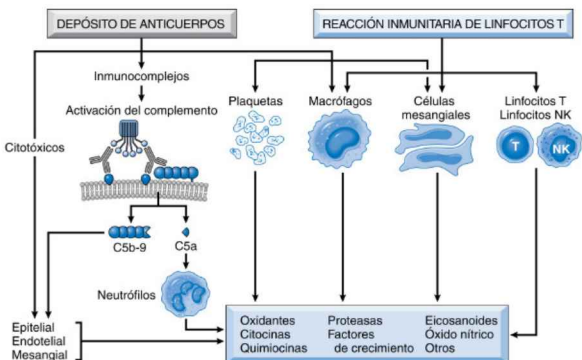 DEPÓSITO DE ANTICUERPOS
REACCIÓN INMUNITARIA DE LINFOCITOS T
Inmunocomplejos
Activación del complemento
Citotóxicos
Plaquetas
Macrófagos
Células
mesangiales
Linfocitos T
Linfocitos NK
T
NK
C5b-9
C5a
Neutrófilos
Epitelial
Endotelial
Mesangial
Oxidantes
Citocinas
Quimiocinas
Proteasas
Factores
de crecimiento
Eicosanoides
Óxido nítrico
Otros